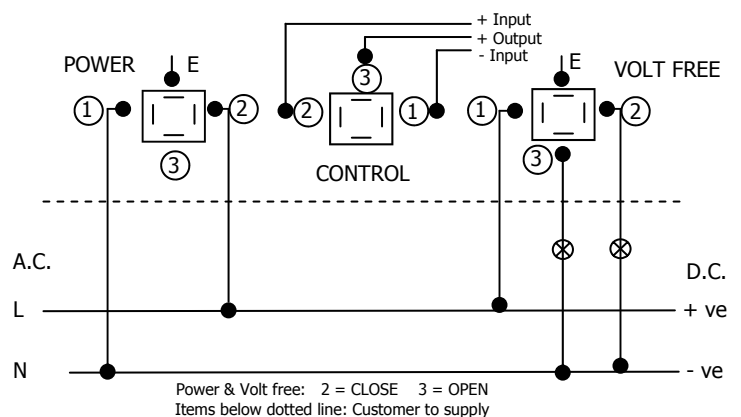 + Input
+ Output
- Input
POWER
E
1
2
3
2
3
1
CONTROL
E
VOLT FREE
1
2
3
A.C.
D.C.
L
+ ve
N
- ve
Power & Volt free: 2 = CLOSE 3 = OPEN
Items below dotted line: Customer to supply